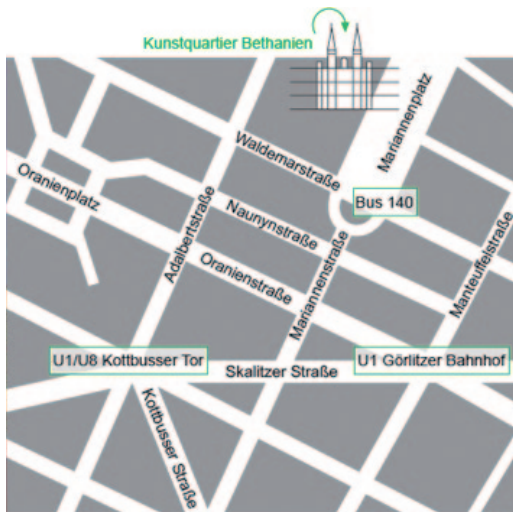 Kunstquartier Bethanien
Mariannenplatz
Waldemarstraße
Oranienplatz
Bus 140
Naunynstraße
Adalbertstraße
Oranienstraße
Mariannenstraße
Manteuffelstraße
U1/U8 Kottbusser Tor
Skalitzer Straße
U1 Görlitzer Bahnhof
Kottbusser Straße